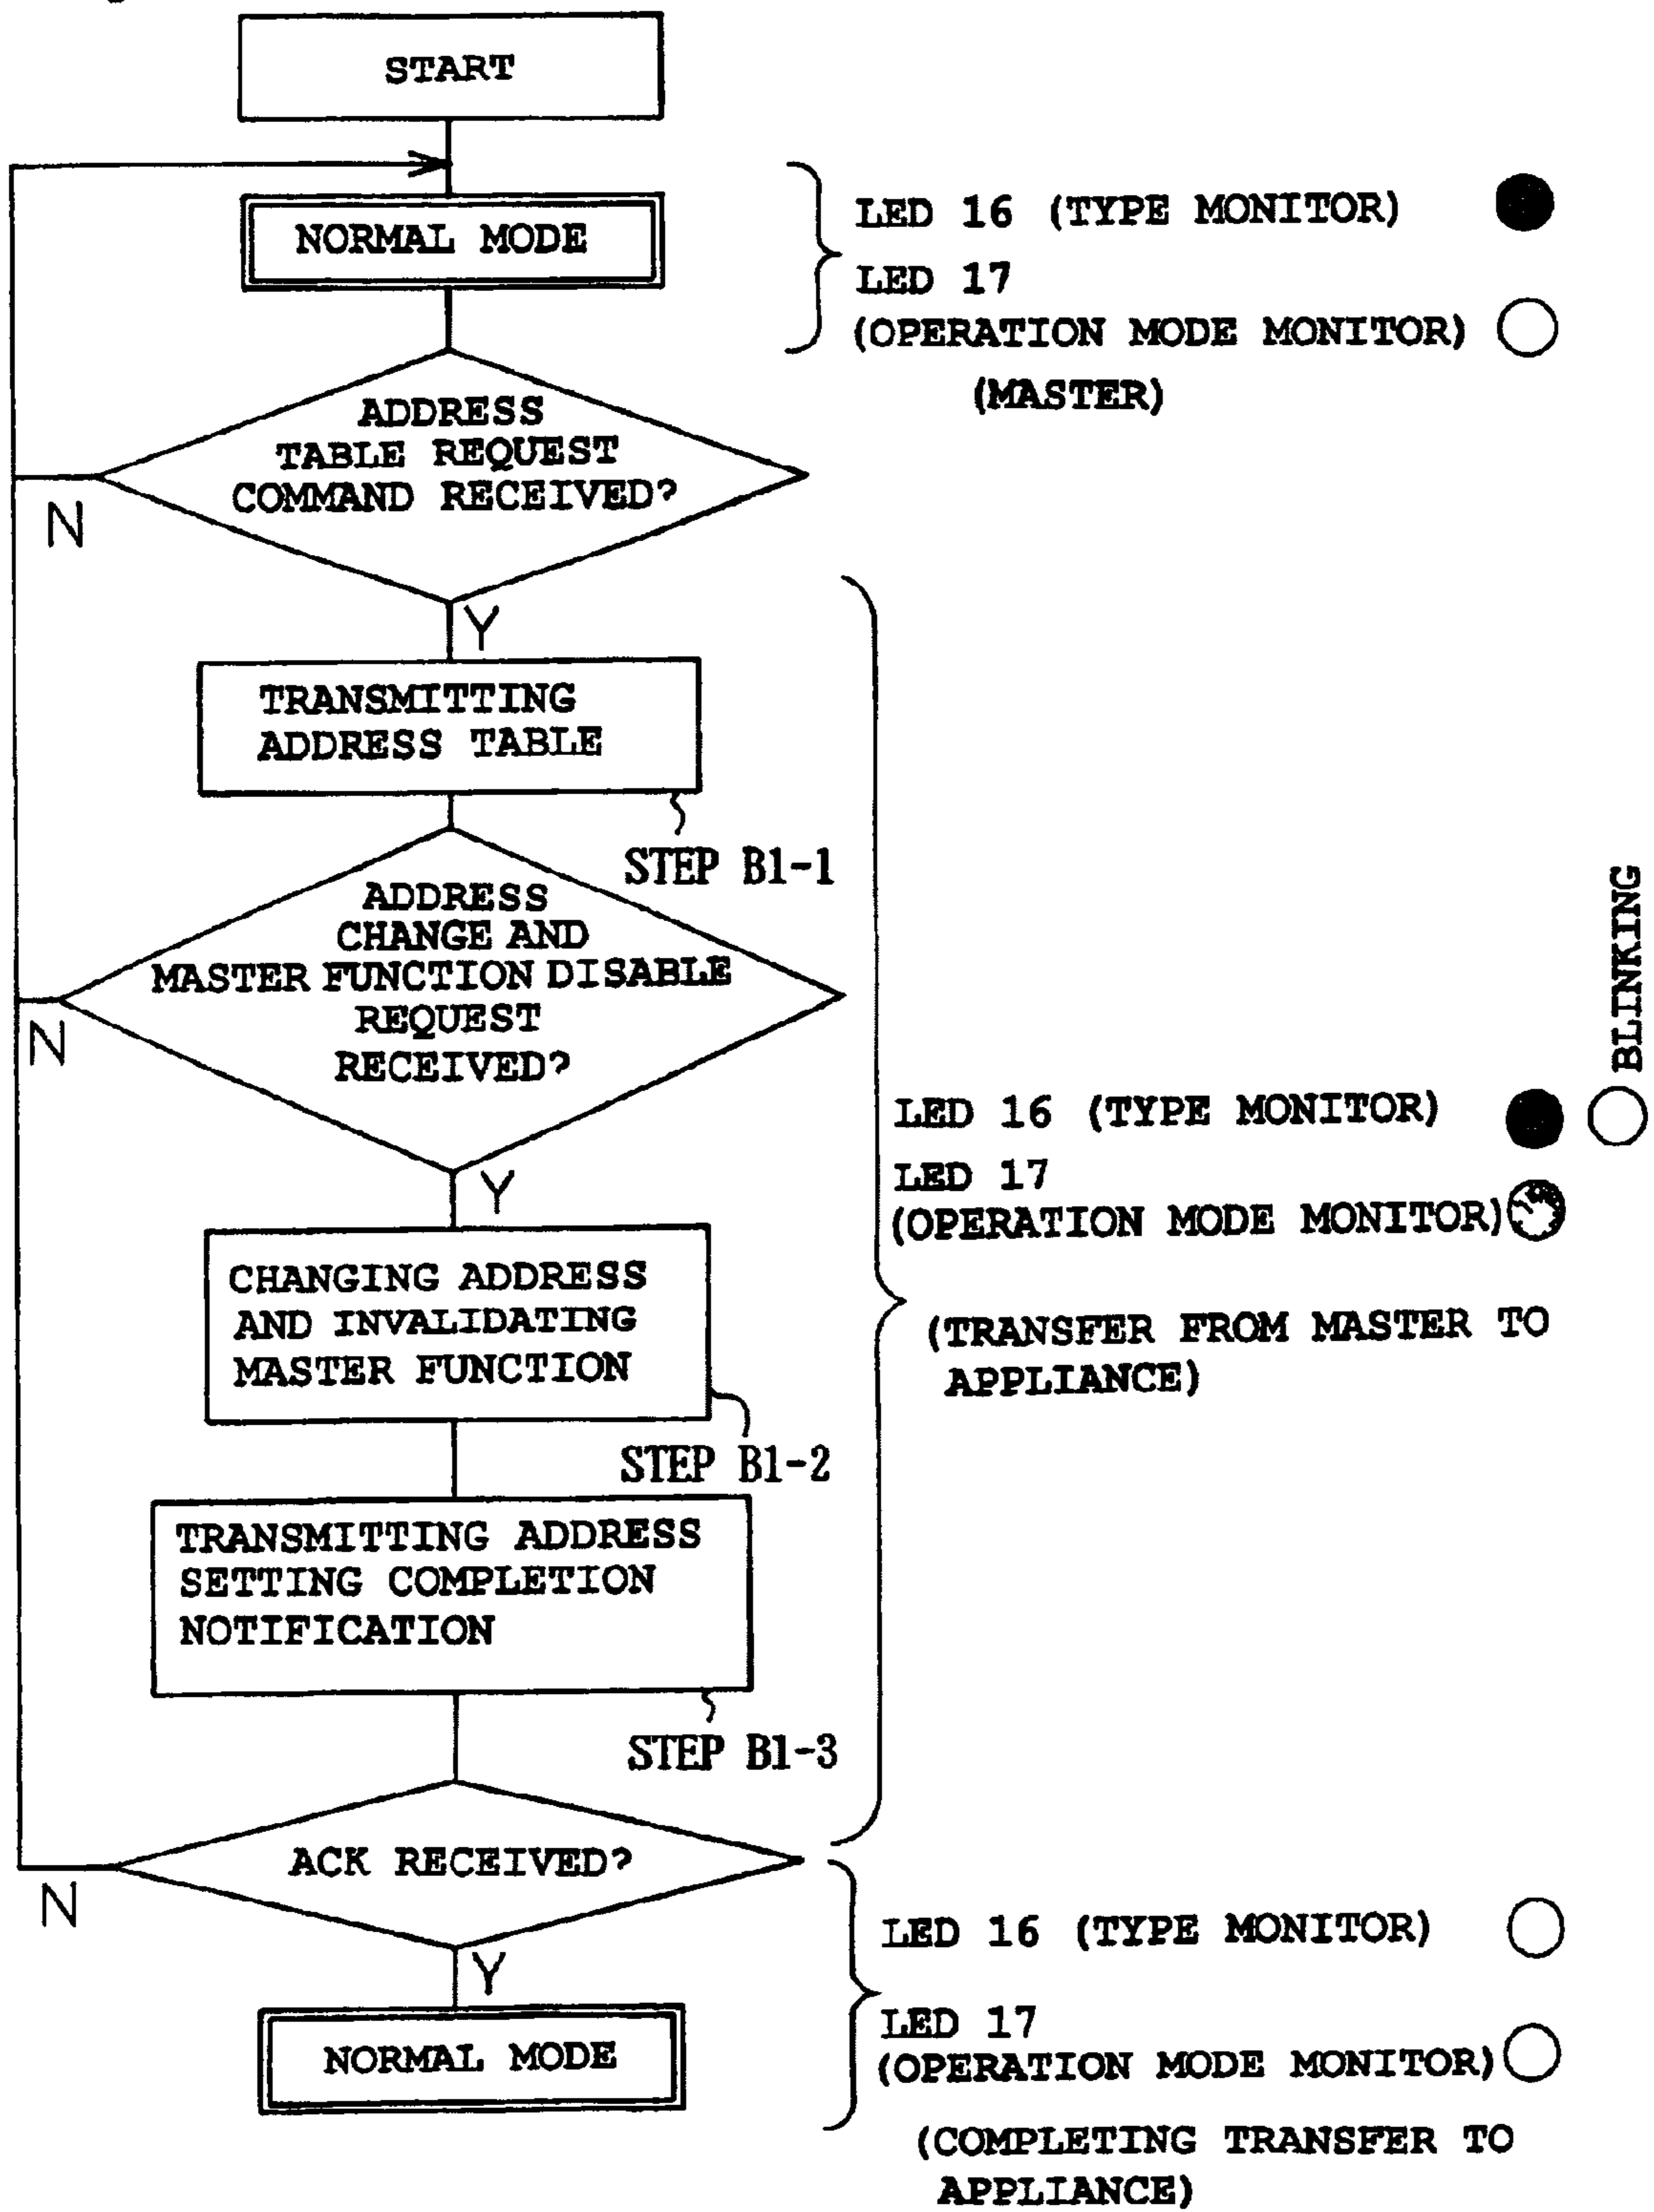 START
NORMAL MODE
LED 16 (TYPE MONITOR)
LED 17
(OPERATION MODE MONITOR)
(MASTER)
ADDRESS
TABLE REQUEST
COMMAND RECEIVED?
N
Y
TRANSMITTING
ADDRESS TABLE
STEP B1-1
ADDRESS
CHANGE AND
MASTER FUNCTION DISABLE
REQUEST
RECEIVED?
N
Y
BLINKING
LED 16 (TYPE MONITOR)
LED 17
(OPERATION MODE MONITOR)
(TRANSFER FROM MASTER TO
APPLIANCE)
CHANGING ADDRESS
AND INVALIDATING
MASTER FUNCTION
STEP B1-2
TRANSMITTING ADDRESS
SETTING COMPLETION
NOTIFICATION
STEP B1-3
ACK RECEIVED?
N
Y
LED 16 (TYPE MONITOR)
LED 17
(OPERATION MODE MONITOR)
(COMPLETING TRANSFER TO
APPLIANCE)
NORMAL MODE